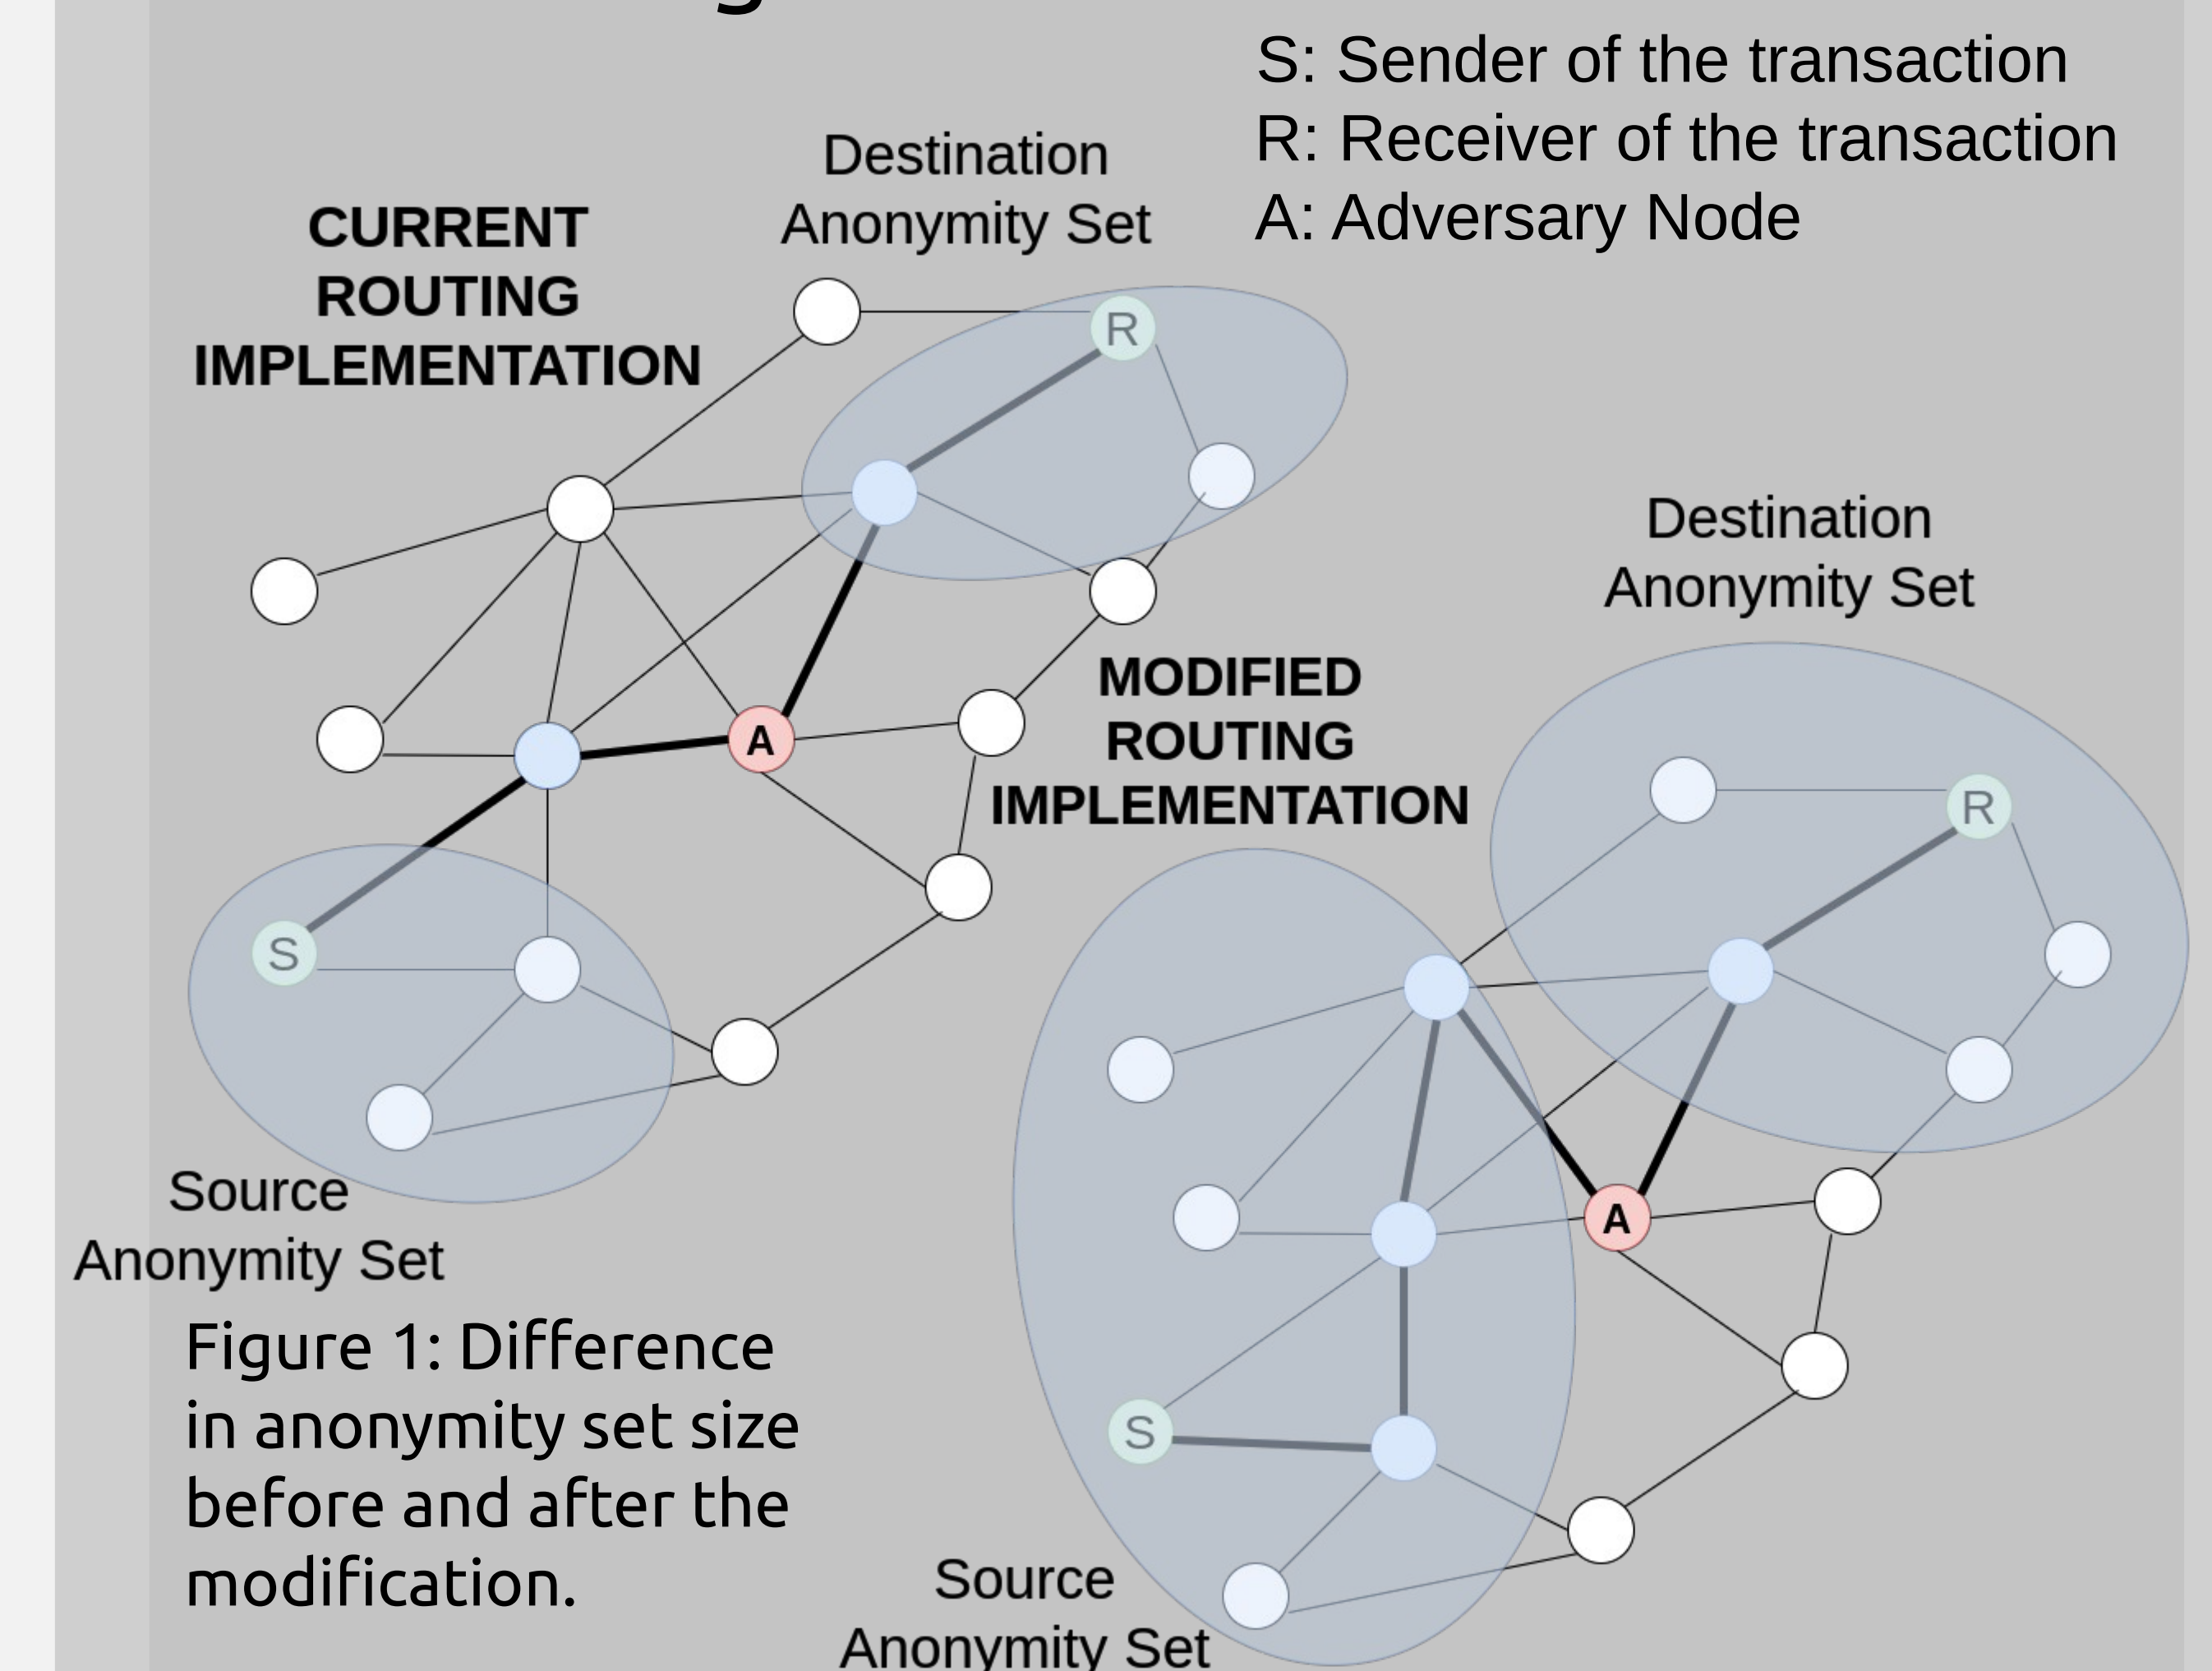 S: Sender of the transaction
R: Receiver of the transaction
A: Adversary Node
Destination
Anonymity Set
CURRENT
ROUTING
IMPLEMENTATION
R
A
S
Source
Anonymity Set
Destination
Anonymity Set
MODIFIED
ROUTING
IMPLEMENTATION
R
A
S
Source
Anonymity Set
Figure 1: Difference
in anonymity set size
before and after the
modification.